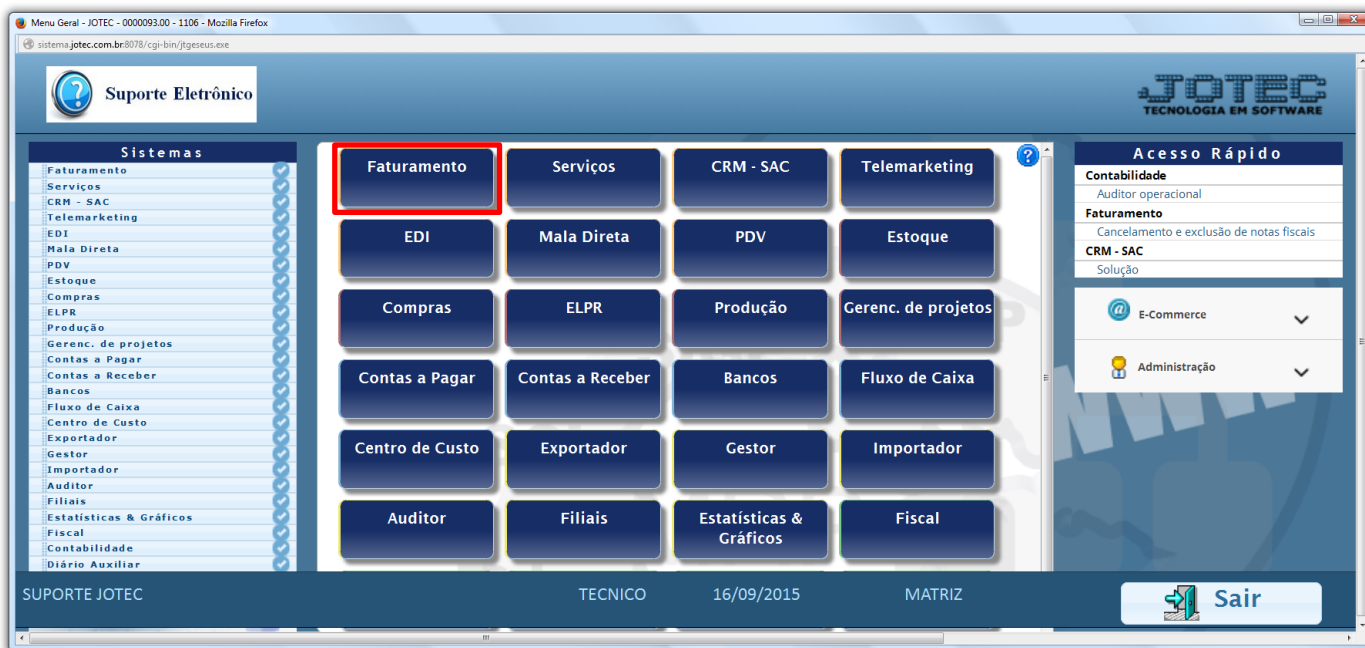 Menu Geral - JOTEC - 0000093.00 - 1106 - Mozilla Firefox
sistema.jotec.com.br:8078/cgi-bin/jtgeseus.exe
Suporte Eletrônico
JOTEC
TECNOLOGIA EM SOFTWARE
Sistemas
Faturamento
Serviços
CRM - SAC
Telemarketing
EDI
Mala Direta
PDV
Estoque
Compras
ELPR
Produção
Gerenc. de projetos
Contas a Pagar
Contas a Receber
Bancos
Fluxo de Caixa
Centro de Custo
Exportador
Gestor
Importador
Auditor
Filiais
Estatísticas & Gráficos
Fiscal
Contabilidade
Diário Auxiliar
Faturamento
Serviços
CRM - SAC
Telemarketing
EDI
Mala Direta
PDV
Estoque
Compras
ELPR
Produção
Gerenc. de projetos
Contas a Pagar
Contas a Receber
Bancos
Fluxo de Caixa
Centro de Custo
Exportador
Gestor
Importador
Auditor
Filiais
Estatísticas &
Gráficos
Fiscal
Acesso Rápido
Contabilidade
Auditor operacional
Faturamento
Cancelamento e exclusão de notas fiscais
CRM - SAC
Solução
E-Commerce
Administração
SUPORTE JOTEC
TECNICO
16/09/2015
MATRIZ
Sair